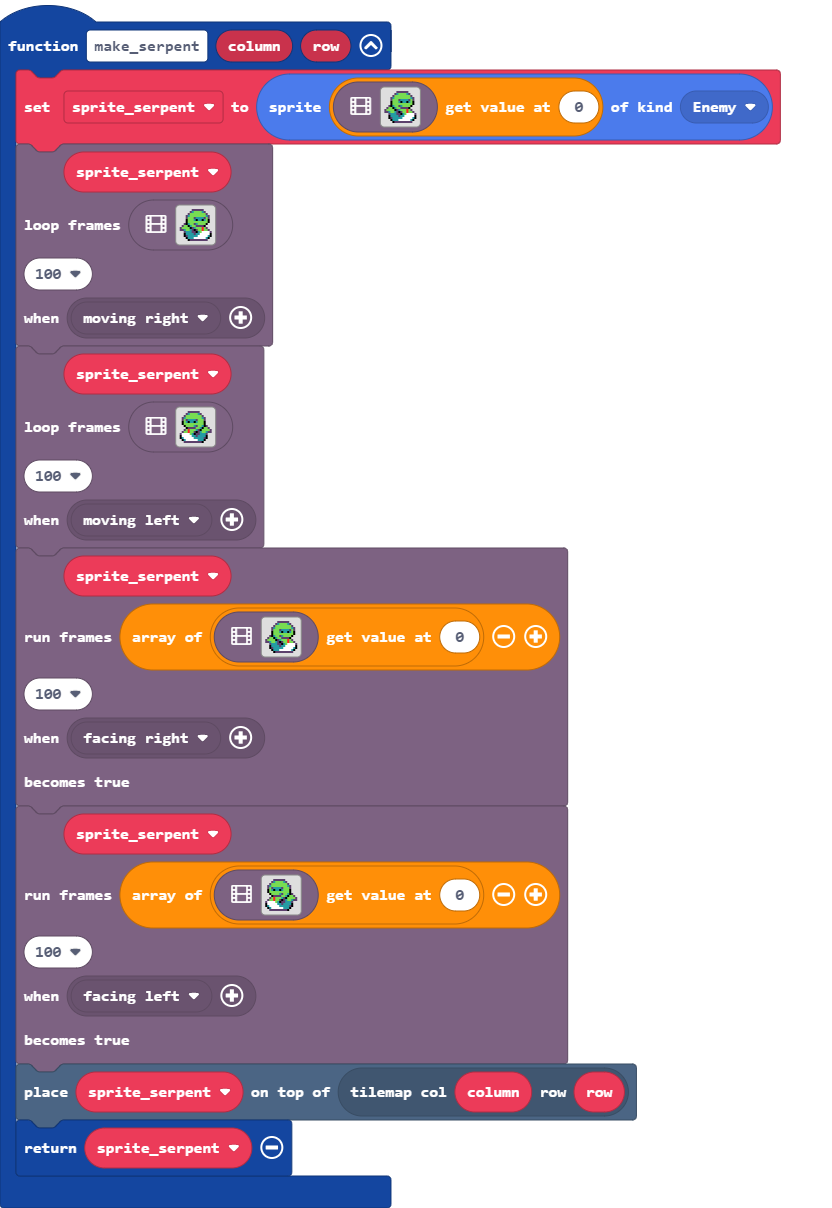 function make_serpent column row
set sprite_serpent to sprite get value at 0 of kind Enemy
sprite_serpent
loop frames
100
when moving right
sprite_serpent
loop frames
100
when moving left
sprite_serpent
run frames array of get value at 0
100
when facing right
becomes true
sprite_serpent
run frames array of get value at 0
100
when facing left
becomes true
place sprite_serpent on top of tilemap col column row row
return sprite_serpent